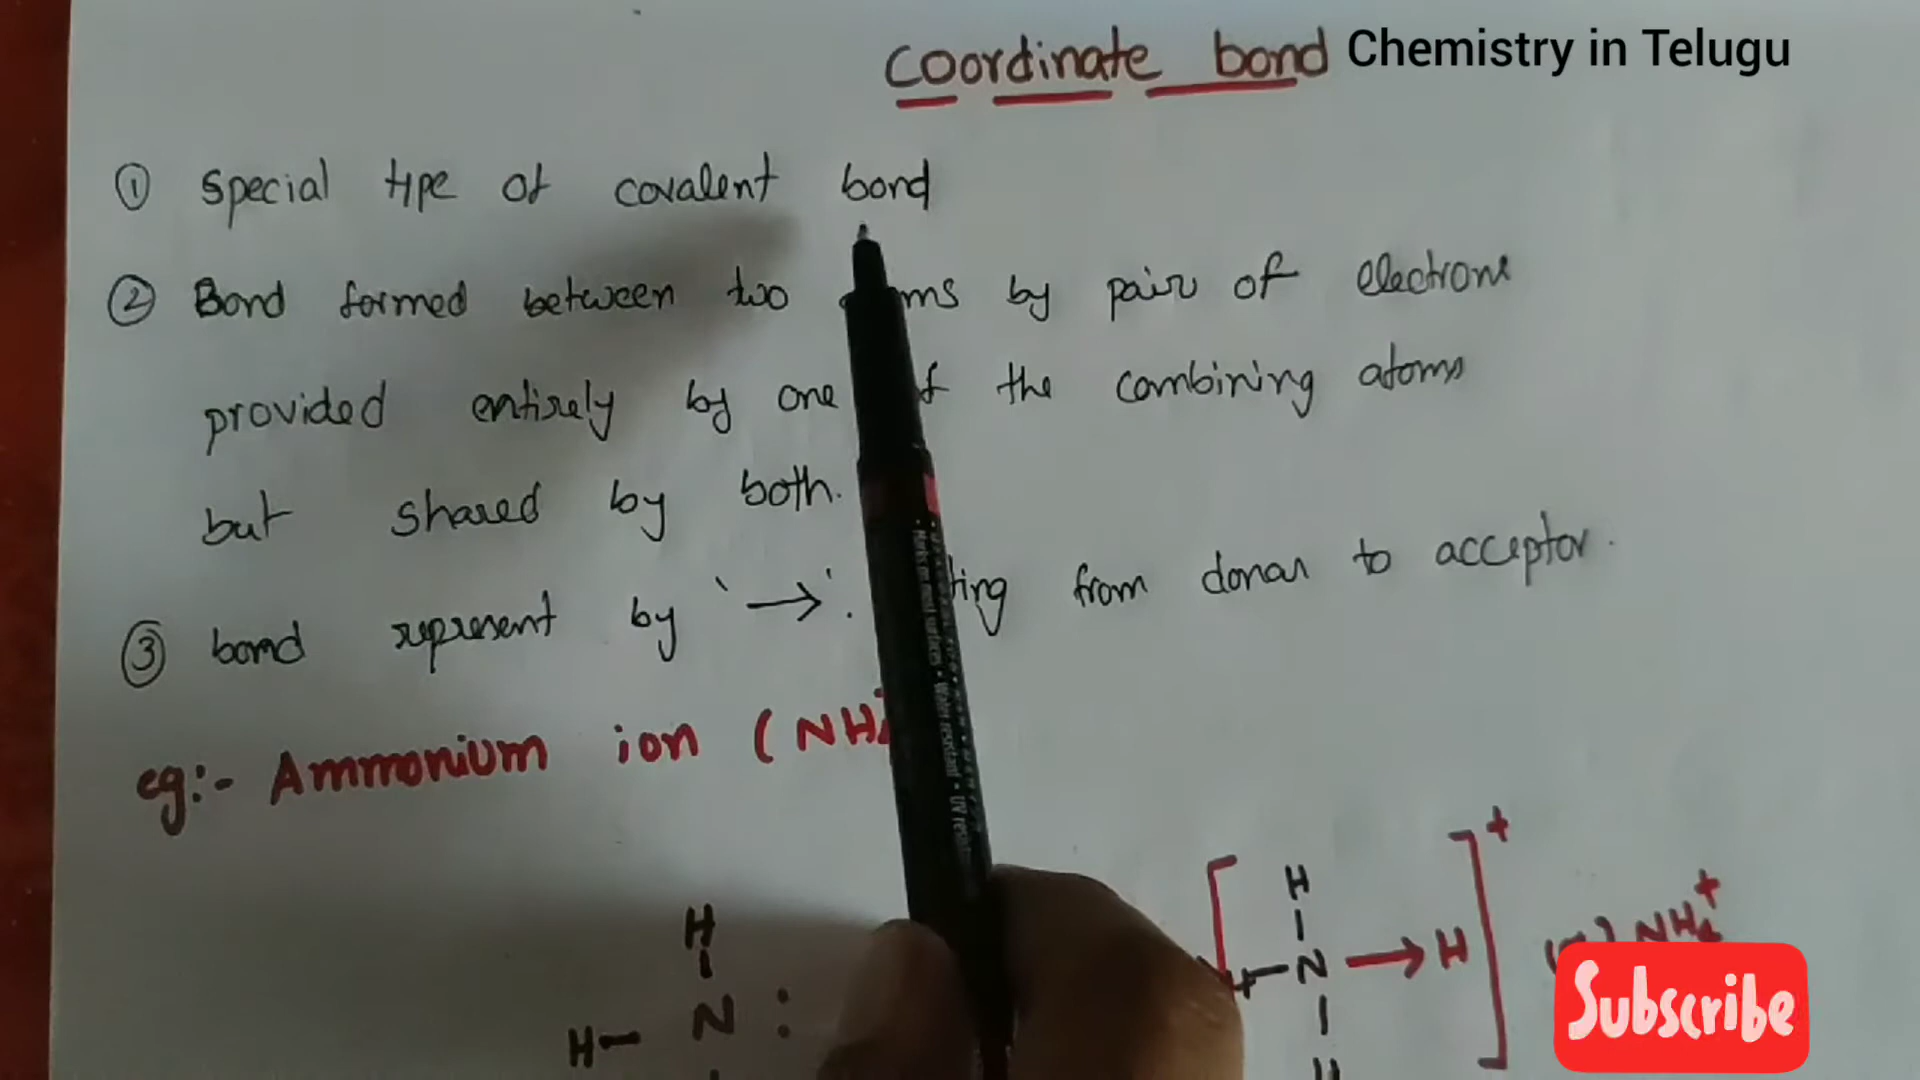 Coordinate bond Chemistry in Telugu
① Special type of covalent bond
② Bond formed between two by pair of electrons
provided entirely by one of the combining atoms
but shared by both.
③ bond represent by '→'. from donar to acceptor.
eg:- Ammonium ion (NH
H
N :
H-
[ H
N → H ]+
NH4+
H
Subscribe